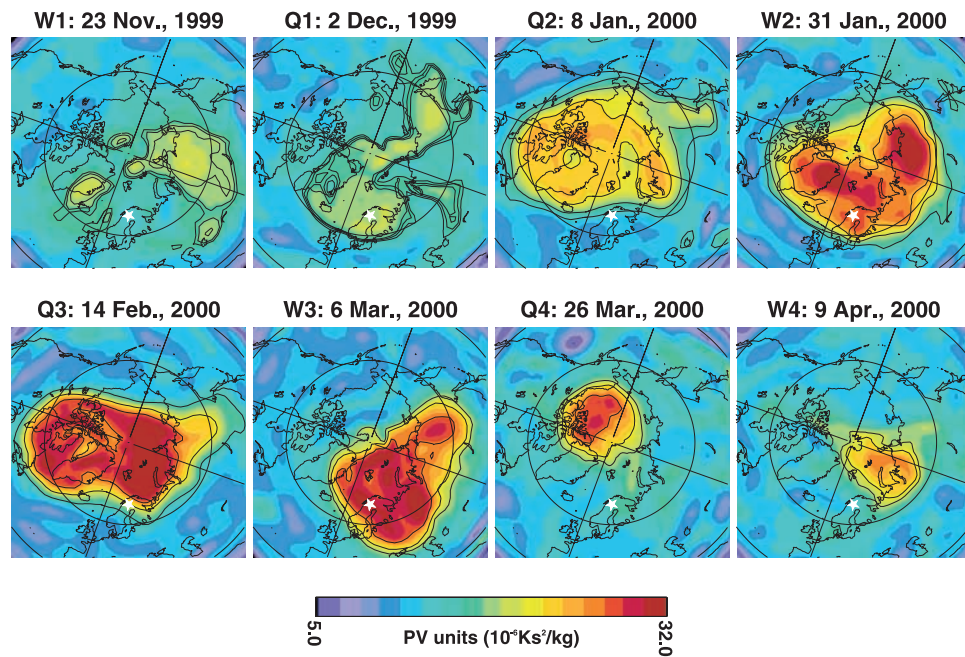 W1: 23 Nov., 1999
Q1: 2 Dec., 1999
Q2: 8 Jan., 2000
W2: 31 Jan., 2000
Q3: 14 Feb., 2000
W3: 6 Mar., 2000
Q4: 26 Mar., 2000
W4: 9 Apr., 2000
5.0
PV units (10⁻⁶Ks²/kg)
32.0